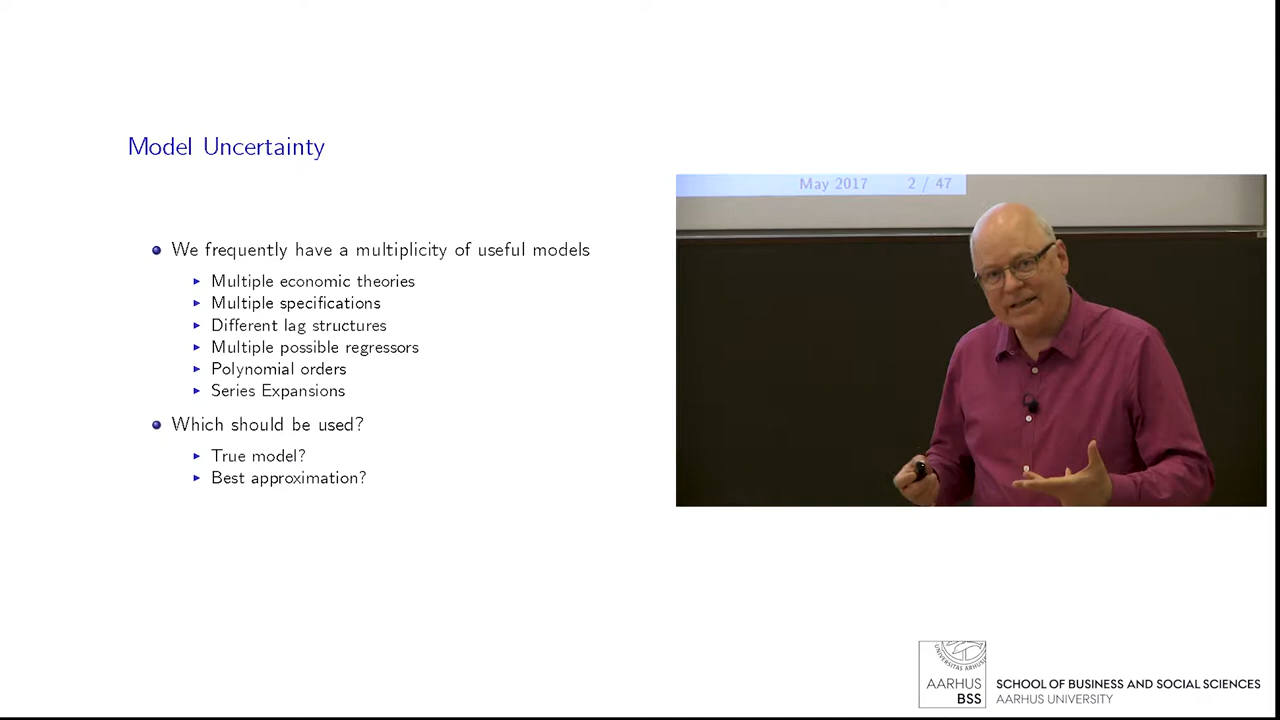 Model Uncertainty
We frequently have a multiplicity of useful models
Multiple economic theories
Multiple specifications
Different lag structures
Multiple possible regressors
Polynomial orders
Series Expansions
Which should be used?
True model?
Best approximation?
May 2017 2 / 47
AARHUS
BSS
SCHOOL OF BUSINESS AND SOCIAL SCIENCES
AARHUS UNIVERSITY